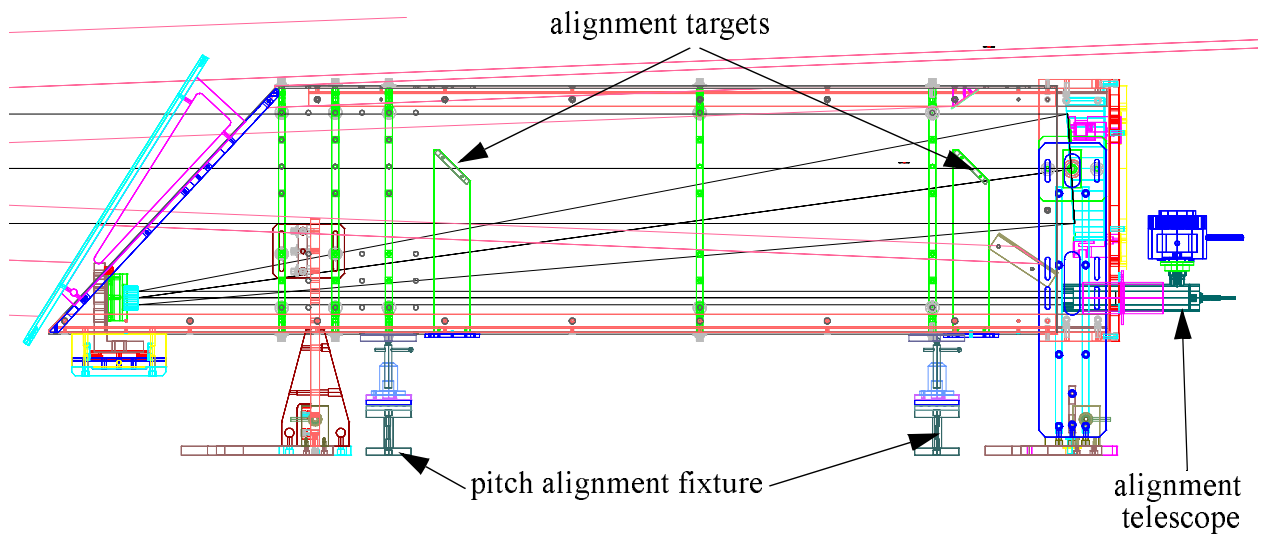 alignment targets
pitch alignment fixture
alignment
telescope